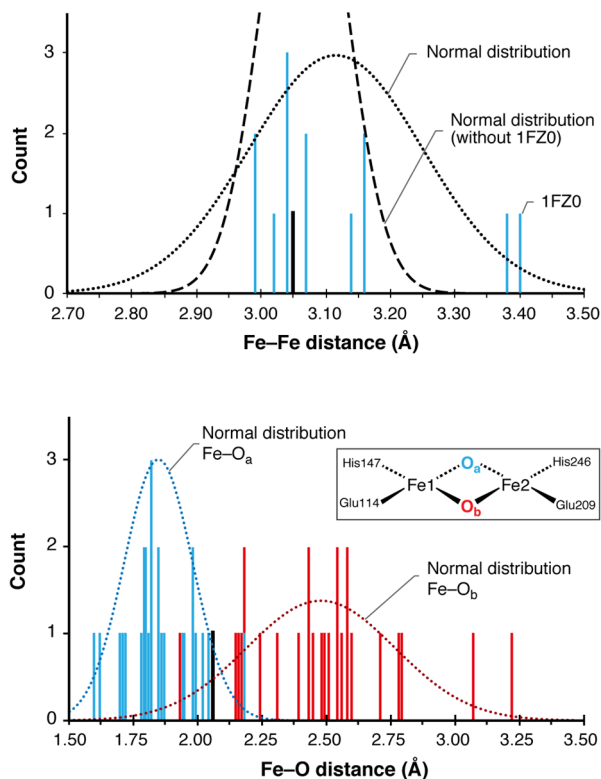 3
2
1
0
Count
Normal distribution
Normal distribution
(without 1FZ0)
1FZ0
2.70 2.80 2.90 3.00 3.10 3.20 3.30 3.40 3.50
Fe–Fe distance (Å)
3
2
1
0
Count
Normal distribution
Fe–Oa
His147
Oa
His246
Fe1
Fe2
Glu114
Ob
Glu209
Normal distribution
Fe–Ob
1.50 1.75 2.00 2.25 2.50 2.75 3.00 3.25 3.50
Fe–O distance (Å)